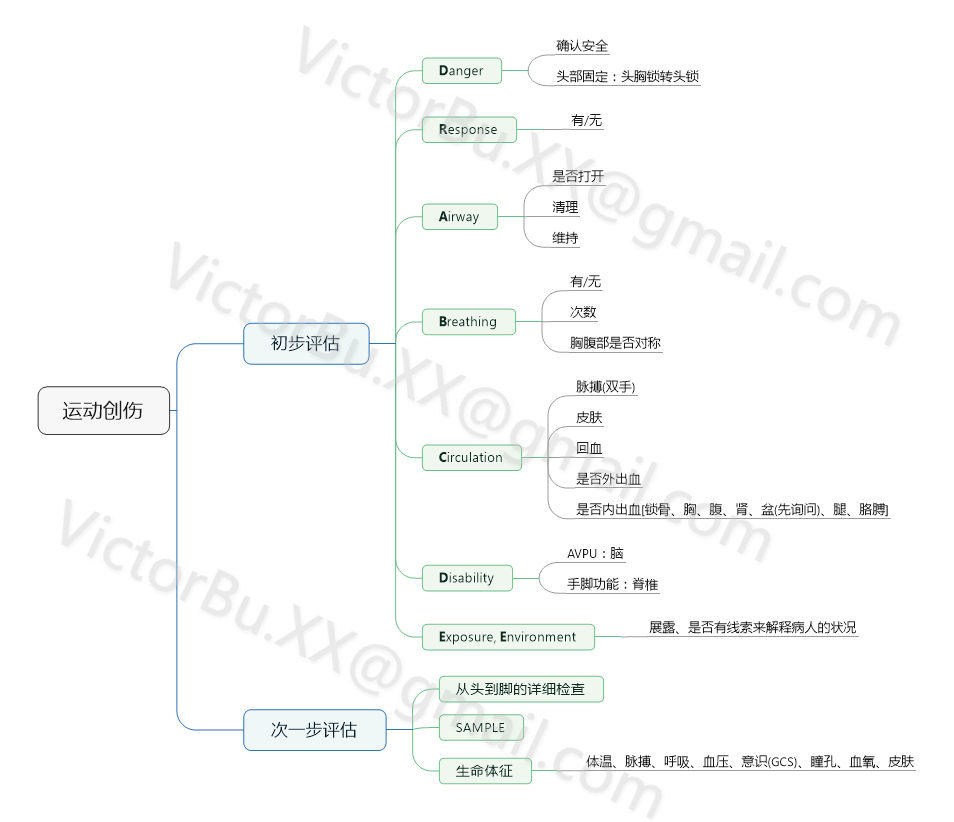 运动创伤
初步评估
Danger
确认安全
头部固定：头胸锁转头锁
Response
有/无
Airway
是否打开
清理
维持
Breathing
有/无
次数
胸腹部是否对称
Circulation
脉搏(双手)
皮肤
回血
是否外出血
是否内出血[锁骨、胸、腹、肾、盆(先询问)、腿、胳膊]
Disability
AVPU：脑
手脚功能：脊椎
Exposure, Environment
展露、是否有线索来解释病人的状况
次一步评估
从头到脚的详细检查
SAMPLE
生命体征
体温、脉搏、呼吸、血压、意识(GCS)、瞳孔、血氧、皮肤
VictorBu.XX@gmail.com
VictorBu.XX@gmail.com
VictorBu.XX@gmail.com